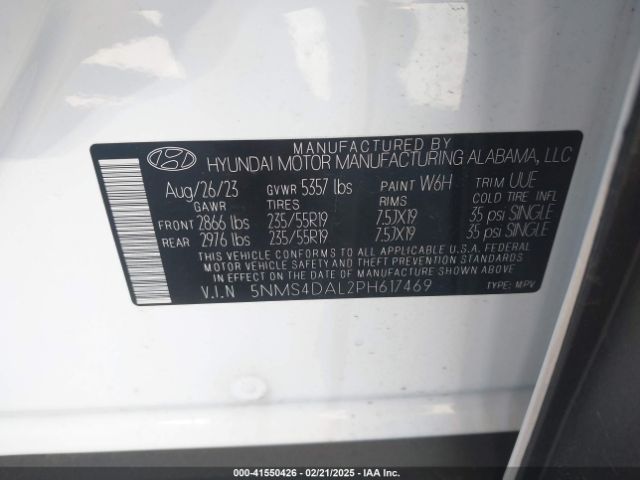 MANUFACTURED BY
HYUNDAI MOTOR MANUFACTURING ALABAMA, LLC
Aug/26/23 GVWR 5357 lbs PAINT W6H TRIM UUE
GAWR TIRES RIMS COLD TIRE INFL
FRONT 2866 lbs 235/55R19 7.5JX19 35 psi SINGLE
REAR 2976 lbs 235/55R19 7.5JX19 35 psi SINGLE
THIS VEHICLE CONFORMS TO ALL APPLICABLE U.S.A. FEDERAL
MOTOR VEHICLE SAFETY AND THEFT PREVENTION STANDARDS
IN EFFECT ON THE DATE OF MANUFACTURE SHOWN ABOVE.
V.I.N 5NMS4DAL2PH617469 TYPE: MPV
000-41550426 - 02/21/2025 - IAA Inc.